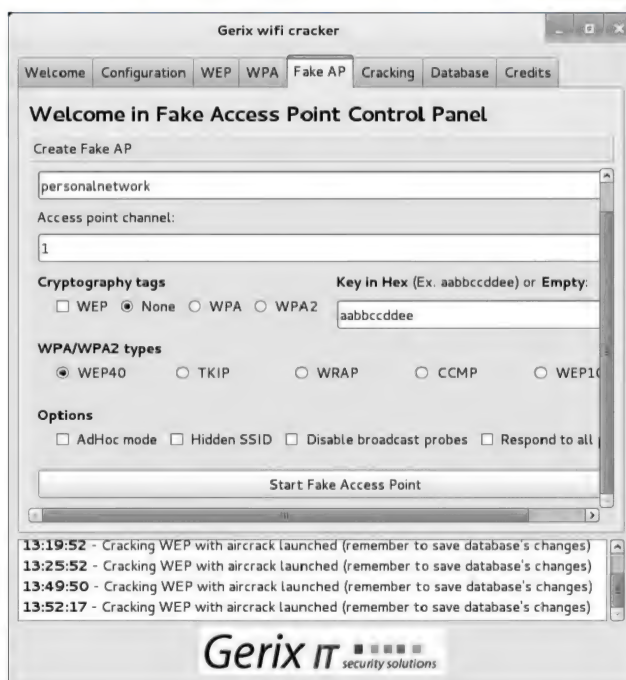 Gerix wifi cracker
Welcome Configuration WEP WPA Fake AP Cracking Database Credits
Welcome in Fake Access Point Control Panel
Create Fake AP
personalnetwork
Access point channel:
1
Cryptography tags
Key in Hex (Ex. aabbccddee) or Empty:
WEP None WPA WPA2
aabbccddee
WPA/WPA2 types
WEP40 TKIP WRAP CCMP
Options
AdHoc mode Hidden SSID Disable broadcast probes Respond to all
Start Fake Access Point
13:19:52 - Cracking WEP with aircrack launched (remember to save database's changes)
13:25:52 - Cracking WEP with aircrack launched (remember to save database's changes)
13:49:50 - Cracking WEP with aircrack launched (remember to save database's changes)
13:52:17 - Cracking WEP with aircrack launched (remember to save database's changes)
Gerix IT security solutions